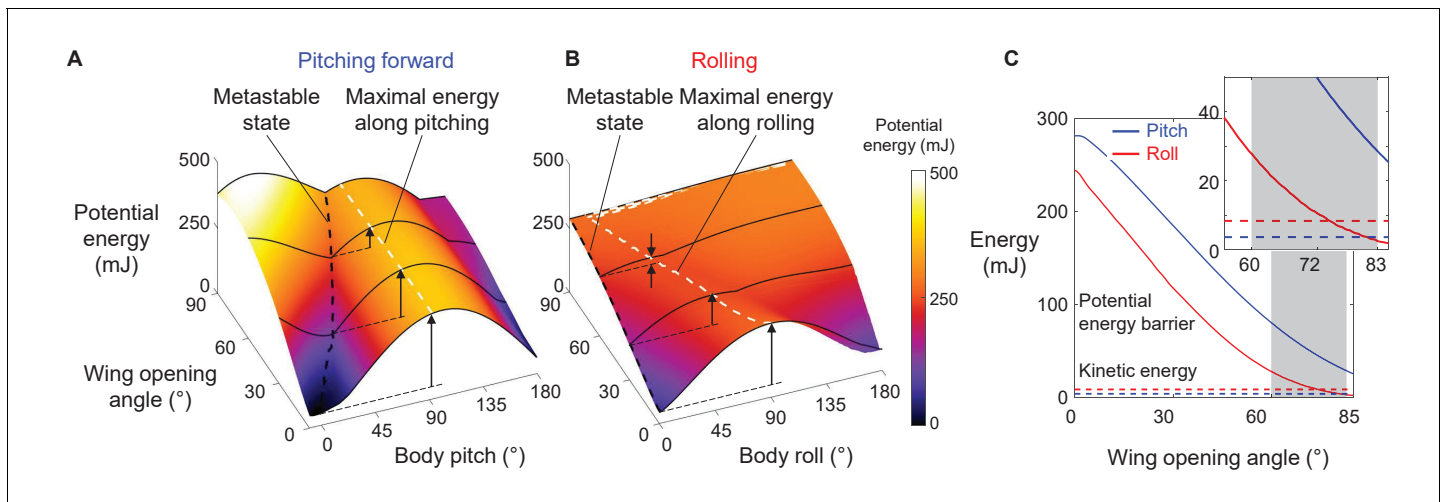 A
Pitching forward
Metastable
state
Maximal energy
along pitching
500
250
0
Potential
energy
(mJ)
90
60
30
0
Wing opening
angle (°)
0
45
90
135
180
Body pitch (°)
B
Rolling
Metastable
state
Maximal energy
along rolling
500
250
0
90
60
30
0
0
45
90
135
180
Body roll (°)
Potential
energy (mJ)
500
250
0
C
300
200
100
0
Energy
(mJ)
Pitch
Roll
Potential
energy barrier
Kinetic energy
0
30
60
85
Wing opening angle (°)
40
20
0
60
72
83